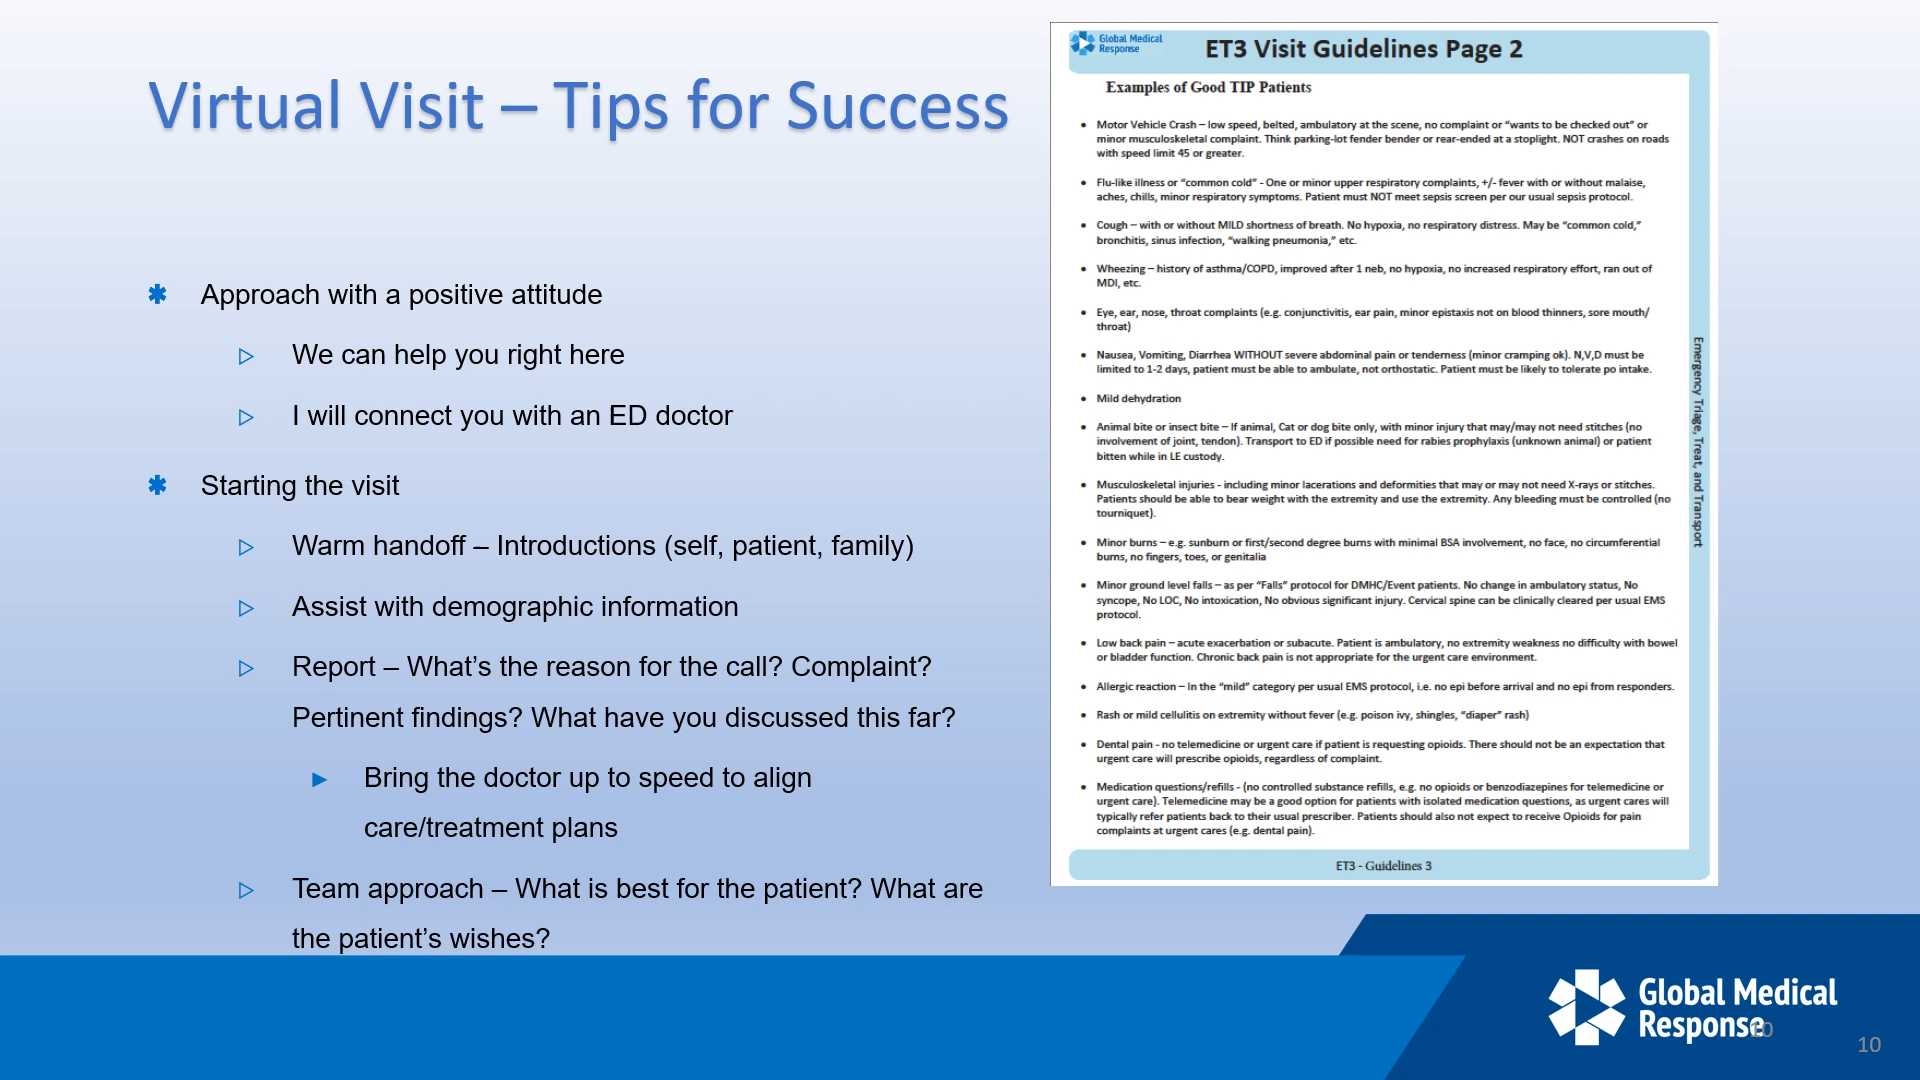 Virtual Visit – Tips for Success
Approach with a positive attitude
We can help you right here
I will connect you with an ED doctor
Starting the visit
Warm handoff – Introductions (self, patient, family)
Assist with demographic information
Report – What’s the reason for the call? Complaint?
Pertinent findings? What have you discussed this far?
Bring the doctor up to speed to align
care/treatment plans
Team approach – What is best for the patient? What are
the patient’s wishes?
Global Medical
Response
ET3 Visit Guidelines Page 2
Examples of Good TIP Patients
Motor Vehicle Crash – low speed, belted, ambulatory at the scene, no complaint or “wants to be checked out” or
minor musculoskeletal complaint. Think parking-lot fender bender or rear-ended at a stoplight. NOT crashes on roads
with speed limit 45 or greater.
Flu-like illness or “common cold” - One or minor upper respiratory complaints, +/- fever with or without malaise,
aches, chills, minor respiratory symptoms. Patient must NOT meet sepsis screen per our usual sepsis protocol.
Cough – with or without MILD shortness of breath. No hypoxia, no respiratory distress. May be “common cold,”
bronchitis, sinus infection, “walking pneumonia,” etc.
Wheezing – history of asthma/COPD, improved after 1 neb, no hypoxia, no increased respiratory effort, ran out of
MDI, etc.
Eye, ear, nose, throat complaints (e.g. conjunctivitis, ear pain, minor epistaxis not on blood thinners, sore mouth/
throat)
Nausea, Vomiting, Diarrhea WITHOUT severe abdominal pain or tenderness (minor cramping ok). N,V,D must be
limited to 1-2 days, patient must be able to ambulate, not orthostatic. Patient must be likely to tolerate po intake.
Mild dehydration
Animal bite or insect bite – If animal, Cat or dog bite only, with minor injury that may/may not need stitches (no
involvement of joint, tendon). Transport to ED if possible need for rabies prophylaxis (unknown animal) or patient
bitten while in LE custody.
Musculoskeletal injuries - including minor lacerations and deformities that may or may not need X-rays or stitches.
Patients should be able to bear weight with the extremity and use the extremity. Any bleeding must be controlled (no
tourniquet).
Minor burns – e.g. sunburn or first/second degree burns with minimal BSA involvement, no face, no circumferential
burns, no fingers, toes, or genitalia
Minor ground level falls – as per “Falls” protocol for DMHC/Event patients. No change in ambulatory status, No
syncope, No LOC, No intoxication, No obvious significant injury. Cervical spine can be clinically cleared per usual EMS
protocol.
Low back pain – acute exacerbation or subacute. Patient is ambulatory, no extremity weakness no difficulty with bowel
or bladder function. Chronic back pain is not appropriate for the urgent care environment.
Allergic reaction – In the “mild” category per usual EMS protocol, i.e. no epi before arrival and no epi from responders.
Rash or mild cellulitis on extremity without fever (e.g. poison ivy, shingles, “diaper” rash)
Dental pain - no telemedicine or urgent care if patient is requesting opioids. There should not be an expectation that
urgent care will prescribe opioids, regardless of complaint.
Medication questions/refills - (no controlled substance refills, e.g. no opioids or benzodiazepines for telemedicine or
urgent care). Telemedicine may be a good option for patients with isolated medication questions, as urgent cares will
typically refer patients back to their usual prescriber. Patients should also not expect to receive Opioids for pain
complaints at urgent cares (e.g. dental pain).
Emergency Triage, Treat, and Transport
ET3 - Guidelines 3
Global Medical
Response
10
10